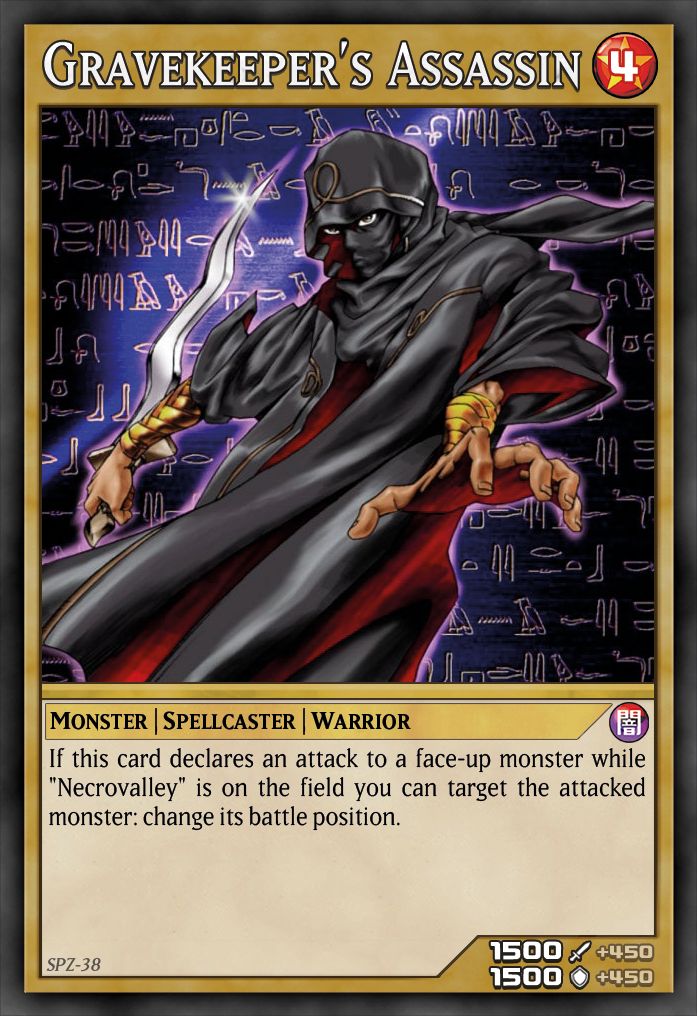 Gravekeeper's Assassin
4
Monster | Spellcaster | Warrior
闇
If this card declares an attack to a face-up monster while
"Necrovalley" is on the field you can target the attacked
monster: change its battle position.
SPZ-38
1500 +450
1500 +450